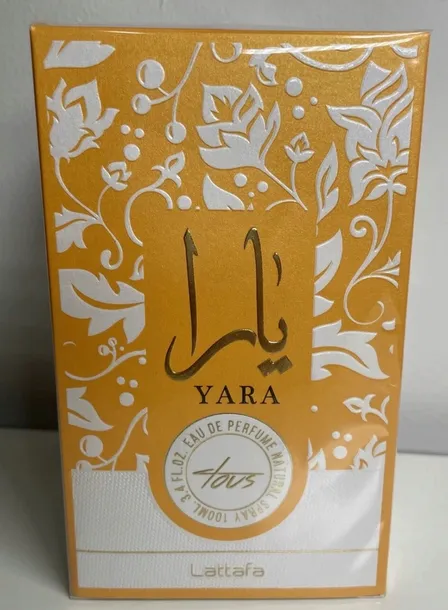 يارا
YARA
EAU DE PERFUME NATURAL SPRAY 100ML. 3.4 FL.OZ.
tous
Lattafa